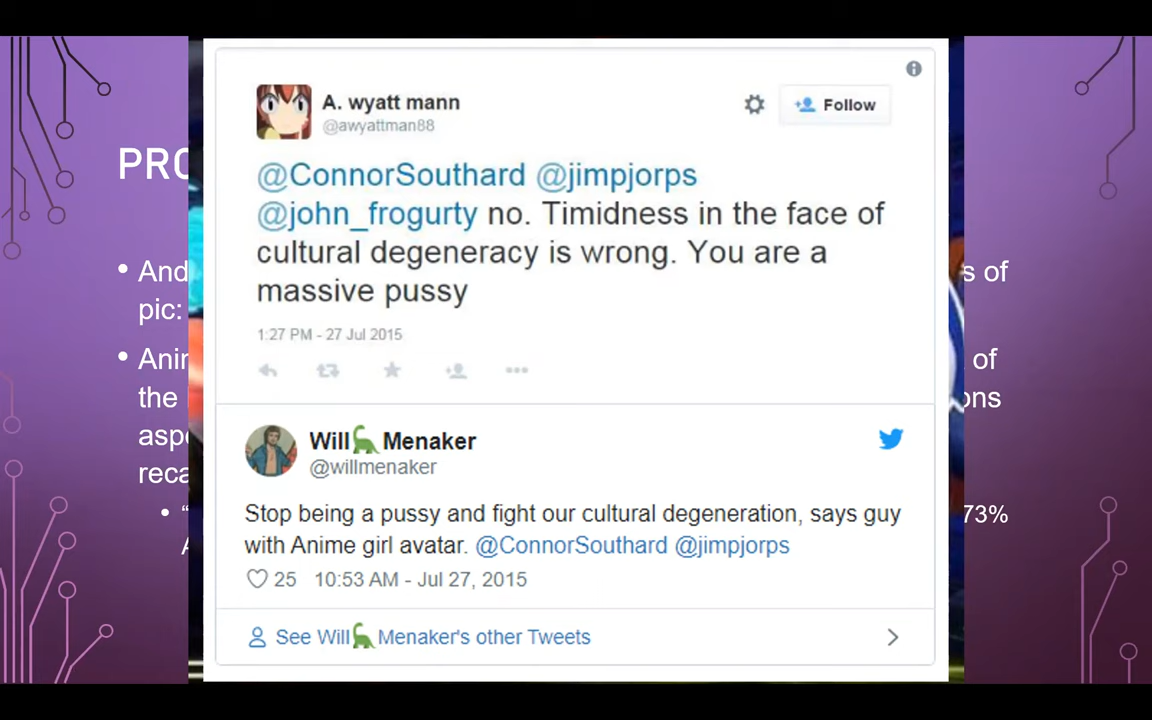 PRO
A. wyatt mann
@awyattman88
Follow
@ConnorSouthard @jimpjorps
@john_frogurty no. Timidness in the face of
cultural degeneracy is wrong. You are a
massive pussy
1:27 PM - 27 Jul 2015
Will Menaker
@willmenaker
Stop being a pussy and fight our cultural degeneration, says guy
with Anime girl avatar. @ConnorSouthard @jimpjorps
25 10:53 AM - Jul 27, 2015
See Will Menaker's other Tweets
• And s of
pic:
• Anim of
the ons
aspe
reca
• “ 73%